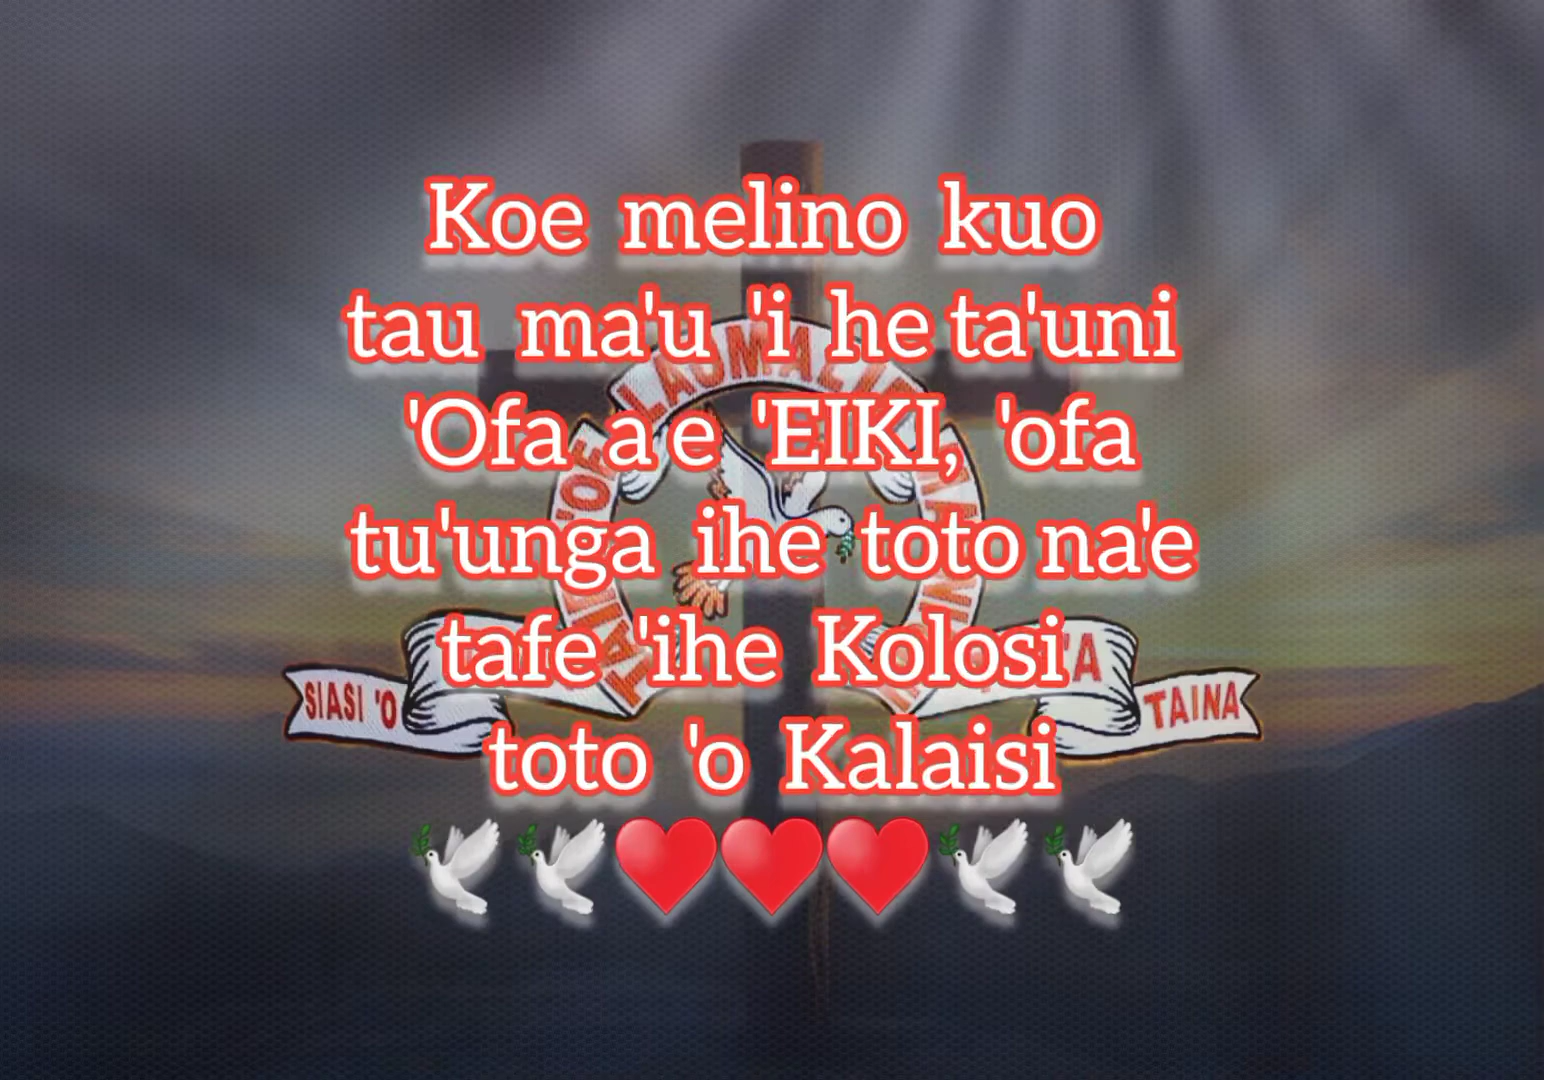 Koe melino kuo
tau ma'u 'i he ta'uni
'Ofa a e 'EIKI, 'ofa
tu'unga ihe toto na'e
tafe 'ihe Kolosi
toto 'o Kalaisi
SIASI 'O
TAINA